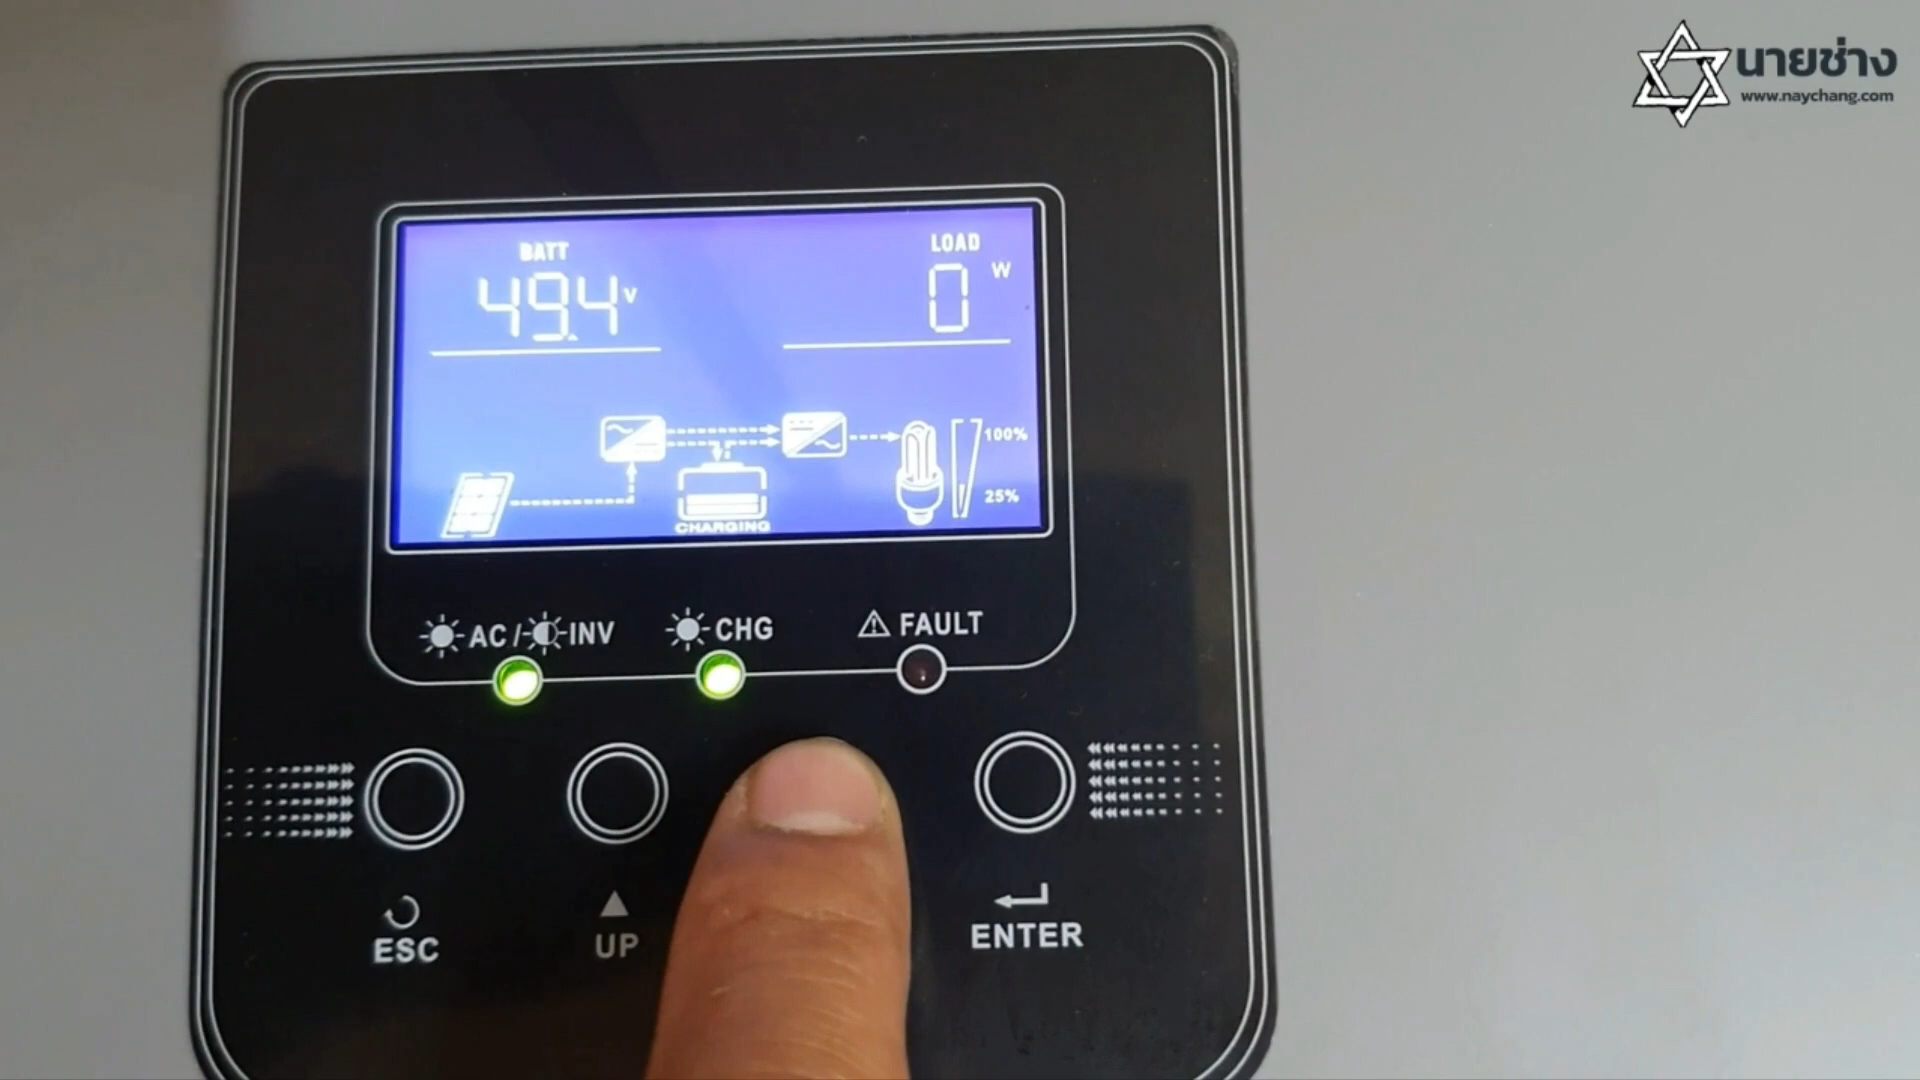 นายช่าง
www.naychang.com
BATT
49.4 V
LOAD
0 W
100%
25%
CHARGING
AC / INV
CHG
FAULT
ESC
UP
ENTER